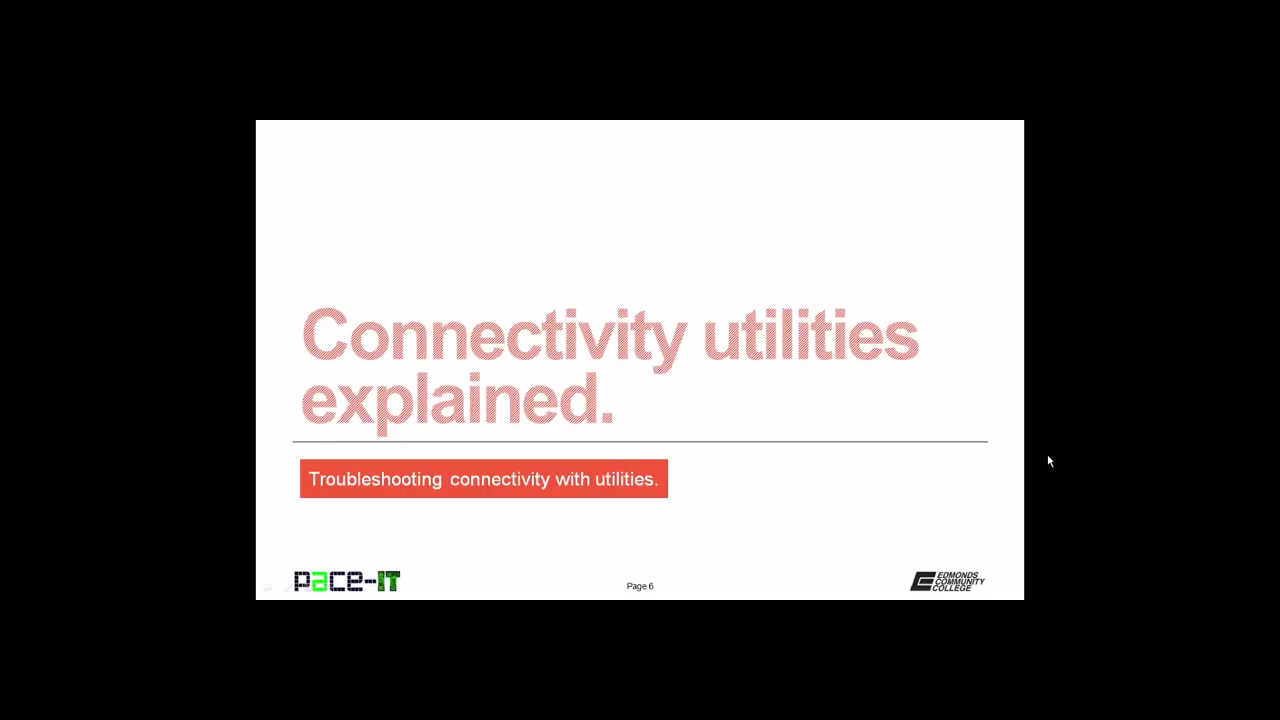 Connectivity utilities
explained.
Troubleshooting connectivity with utilities.
pace-IT
Page 6
EDMONDS
COMMUNITY
COLLEGE